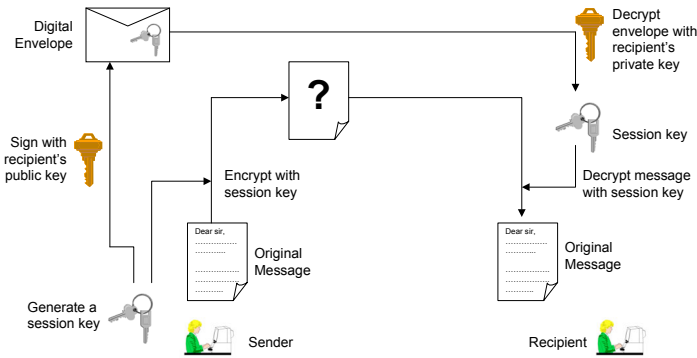 Digital
Envelope
Decrypt
envelope with
recipient's
private key
?
Session key
Sign with
recipient's
public key
Encrypt with
session key
Decrypt message
with session key
Dear sir,
Original
Message
Dear sir,
Original
Message
Generate a
session key
Sender
Recipient